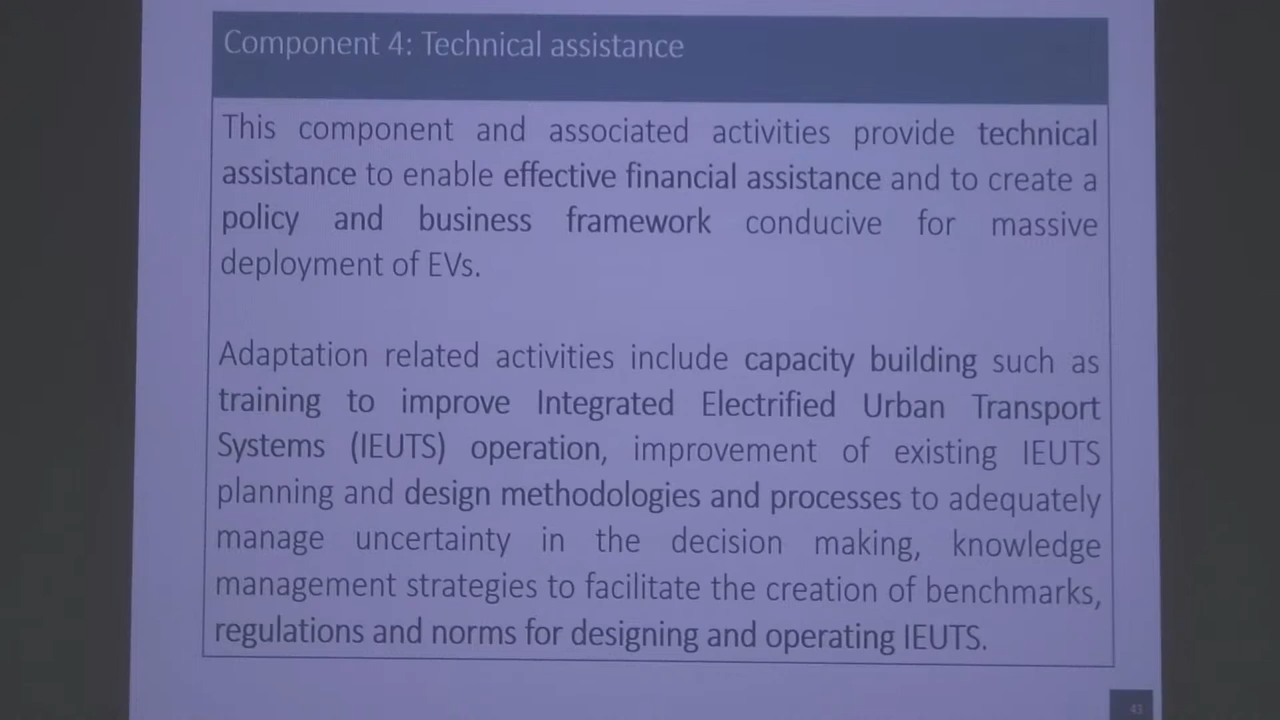 Component 4: Technical assistance
This component and associated activities provide technical
assistance to enable effective financial assistance and to create a
policy and business framework conducive for massive
deployment of EVs.
Adaptation related activities include capacity building such as
training to improve Integrated Electrified Urban Transport
Systems (IEUTS) operation, improvement of existing IEUTS
planning and design methodologies and processes to adequately
manage uncertainty in the decision making, knowledge
management strategies to facilitate the creation of benchmarks,
regulations and norms for designing and operating IEUTS.
43